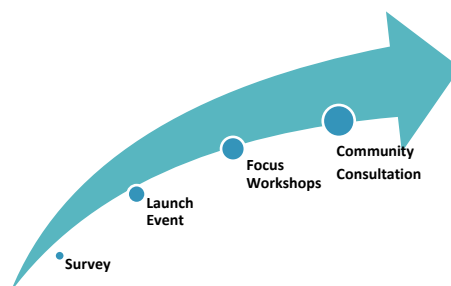 Survey
Launch
Event
Focus
Workshops
Community
Consultation